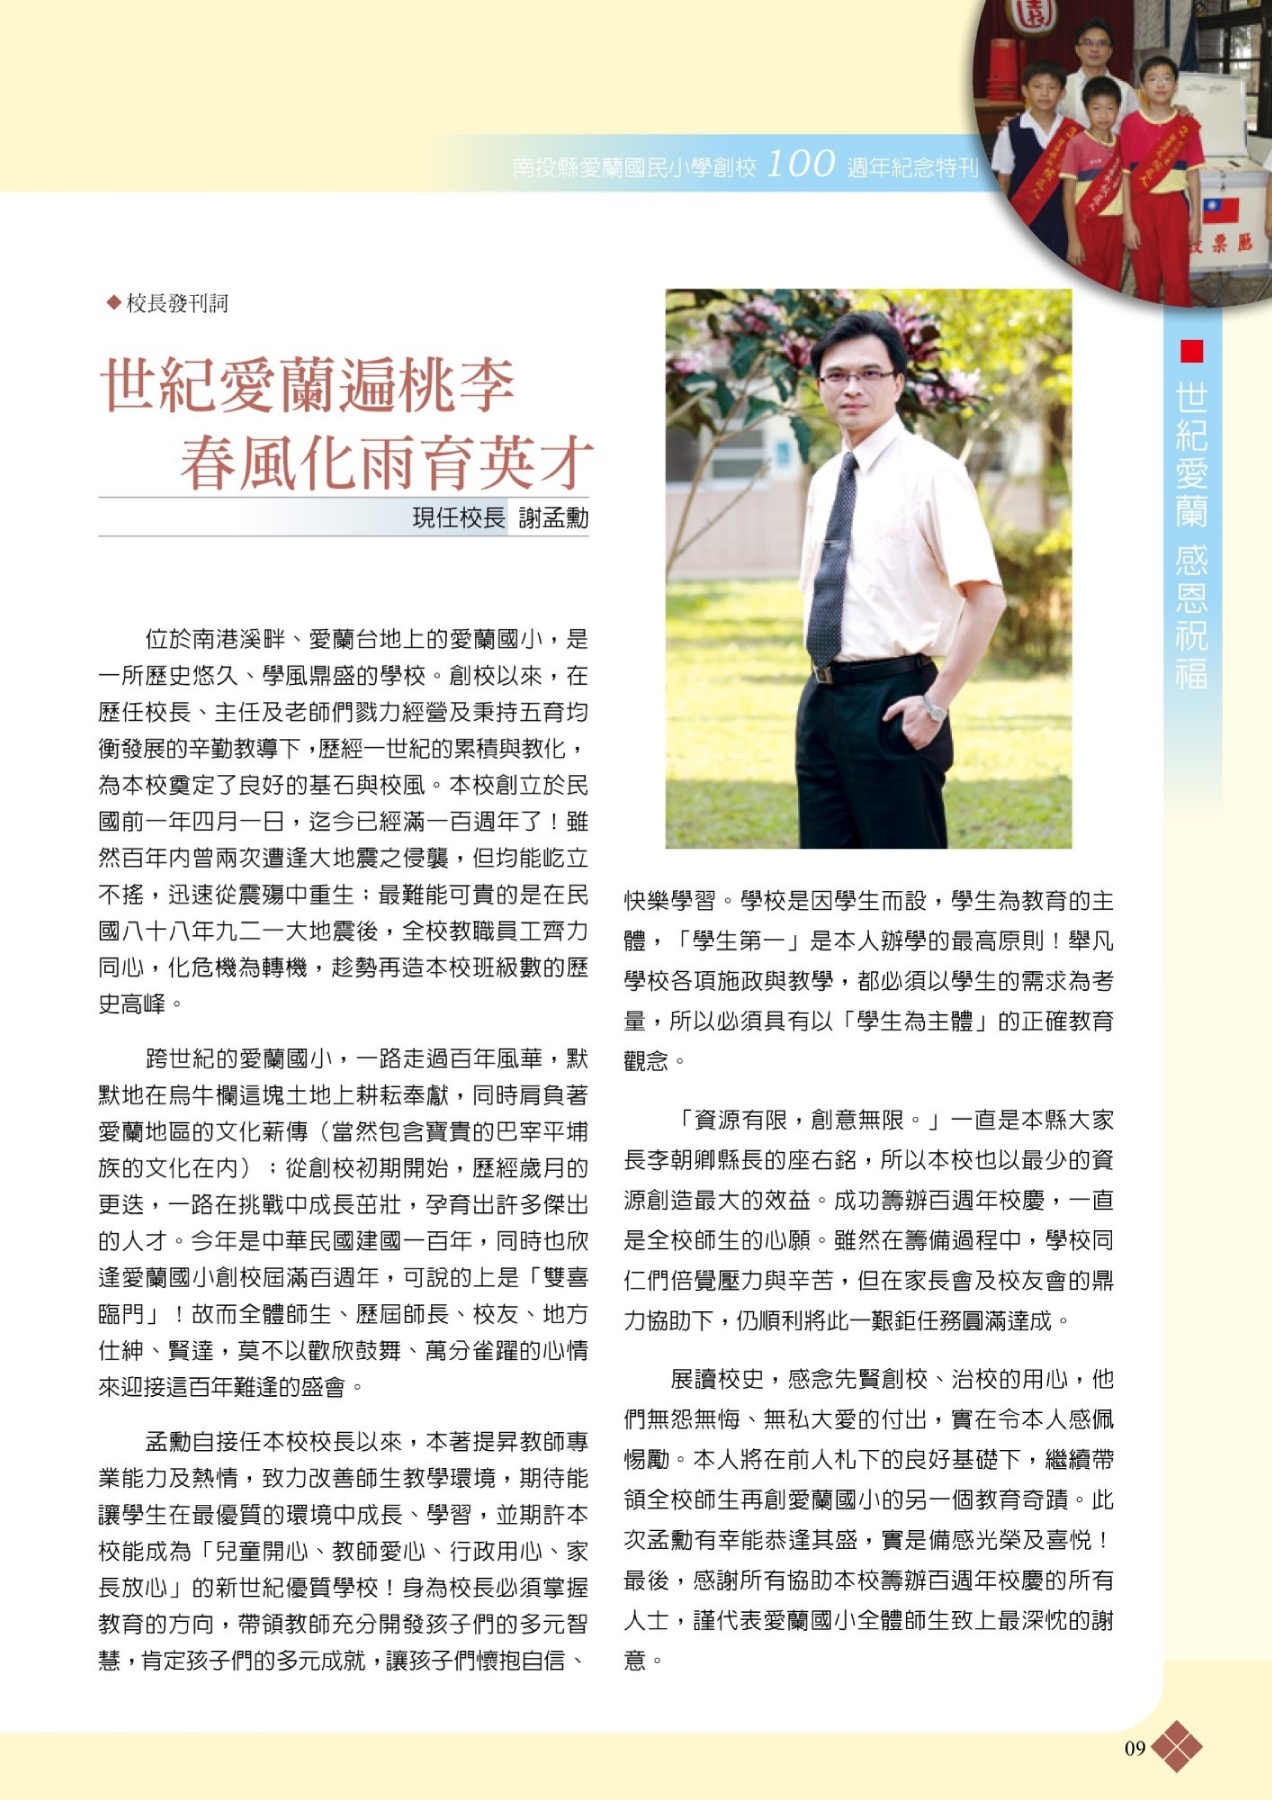 南投縣愛蘭國民小學創校 100 週年紀念特刊
投票匭
◆校長發刊詞
世紀愛蘭遍桃李
春風化雨育英才
現任校長 謝孟勳
位於南港溪畔、愛蘭台地上的愛蘭國小，是
一所歷史悠久、學風鼎盛的學校。創校以來，在
歷任校長、主任及老師們戮力經營及秉持五育均
衡發展的辛勤教導下，歷經一世紀的累積與教化，
為本校奠定了良好的基石與校風。本校創立於民
國前一年四月一日，迄今已經滿一百週年了！雖
然百年內曾兩次遭逢大地震之侵襲，但均能屹立
不搖，迅速從震殤中重生；最難能可貴的是在民
國八十八年九二一大地震後，全校教職員工齊力
同心，化危機為轉機，趁勢再造本校班級數的歷
史高峰。
跨世紀的愛蘭國小，一路走過百年風華，默
默地在烏牛欄這塊土地上耕耘奉獻，同時肩負著
愛蘭地區的文化薪傳（當然包含寶貴的巴宰平埔
族的文化在內）；從創校初期開始，歷經歲月的
更迭，一路在挑戰中成長茁壯，孕育出許多傑出
的人才。今年是中華民國建國一百年，同時也欣
逢愛蘭國小創校屆滿百週年，可說的上是「雙喜
臨門」！故而全體師生、歷屆師長、校友、地方
仕紳、賢達，莫不以歡欣鼓舞、萬分雀躍的心情
來迎接這百年難逢的盛會。
孟勳自接任本校校長以來，本著提昇教師專
業能力及熱情，致力改善師生教學環境，期待能
讓學生在最優質的環境中成長、學習，並期許本
校能成為「兒童開心、教師愛心、行政用心、家
長放心」的新世紀優質學校！身為校長必須掌握
教育的方向，帶領教師充分開發孩子們的多元智
慧，肯定孩子們的多元成就，讓孩子們懷抱自信、
快樂學習。學校是因學生而設，學生為教育的主
體，「學生第一」是本人辦學的最高原則！舉凡
學校各項施政與教學，都必須以學生的需求為考
量，所以必須具有以「學生為主體」的正確教育
觀念。
「資源有限，創意無限。」一直是本縣大家
長李朝卿縣長的座右銘，所以本校也以最少的資
源創造最大的效益。成功籌辦百週年校慶，一直
是全校師生的心願。雖然在籌備過程中，學校同
仁們倍覺壓力與辛苦，但在家長會及校友會的鼎
力協助下，仍順利將此一艱鉅任務圓滿達成。
展讀校史，感念先賢創校、治校的用心，他
們無怨無悔、無私大愛的付出，實在令本人感佩
惕勵。本人將在前人札下的良好基礎下，繼續帶
領全校師生再創愛蘭國小的另一個教育奇蹟。此
次孟勳有幸能恭逢其盛，實是備感光榮及喜悅！
最後，感謝所有協助本校籌辦百週年校慶的所有
人士，謹代表愛蘭國小全體師生致上最深忱的謝
意。
世紀愛蘭 感恩祝福
09